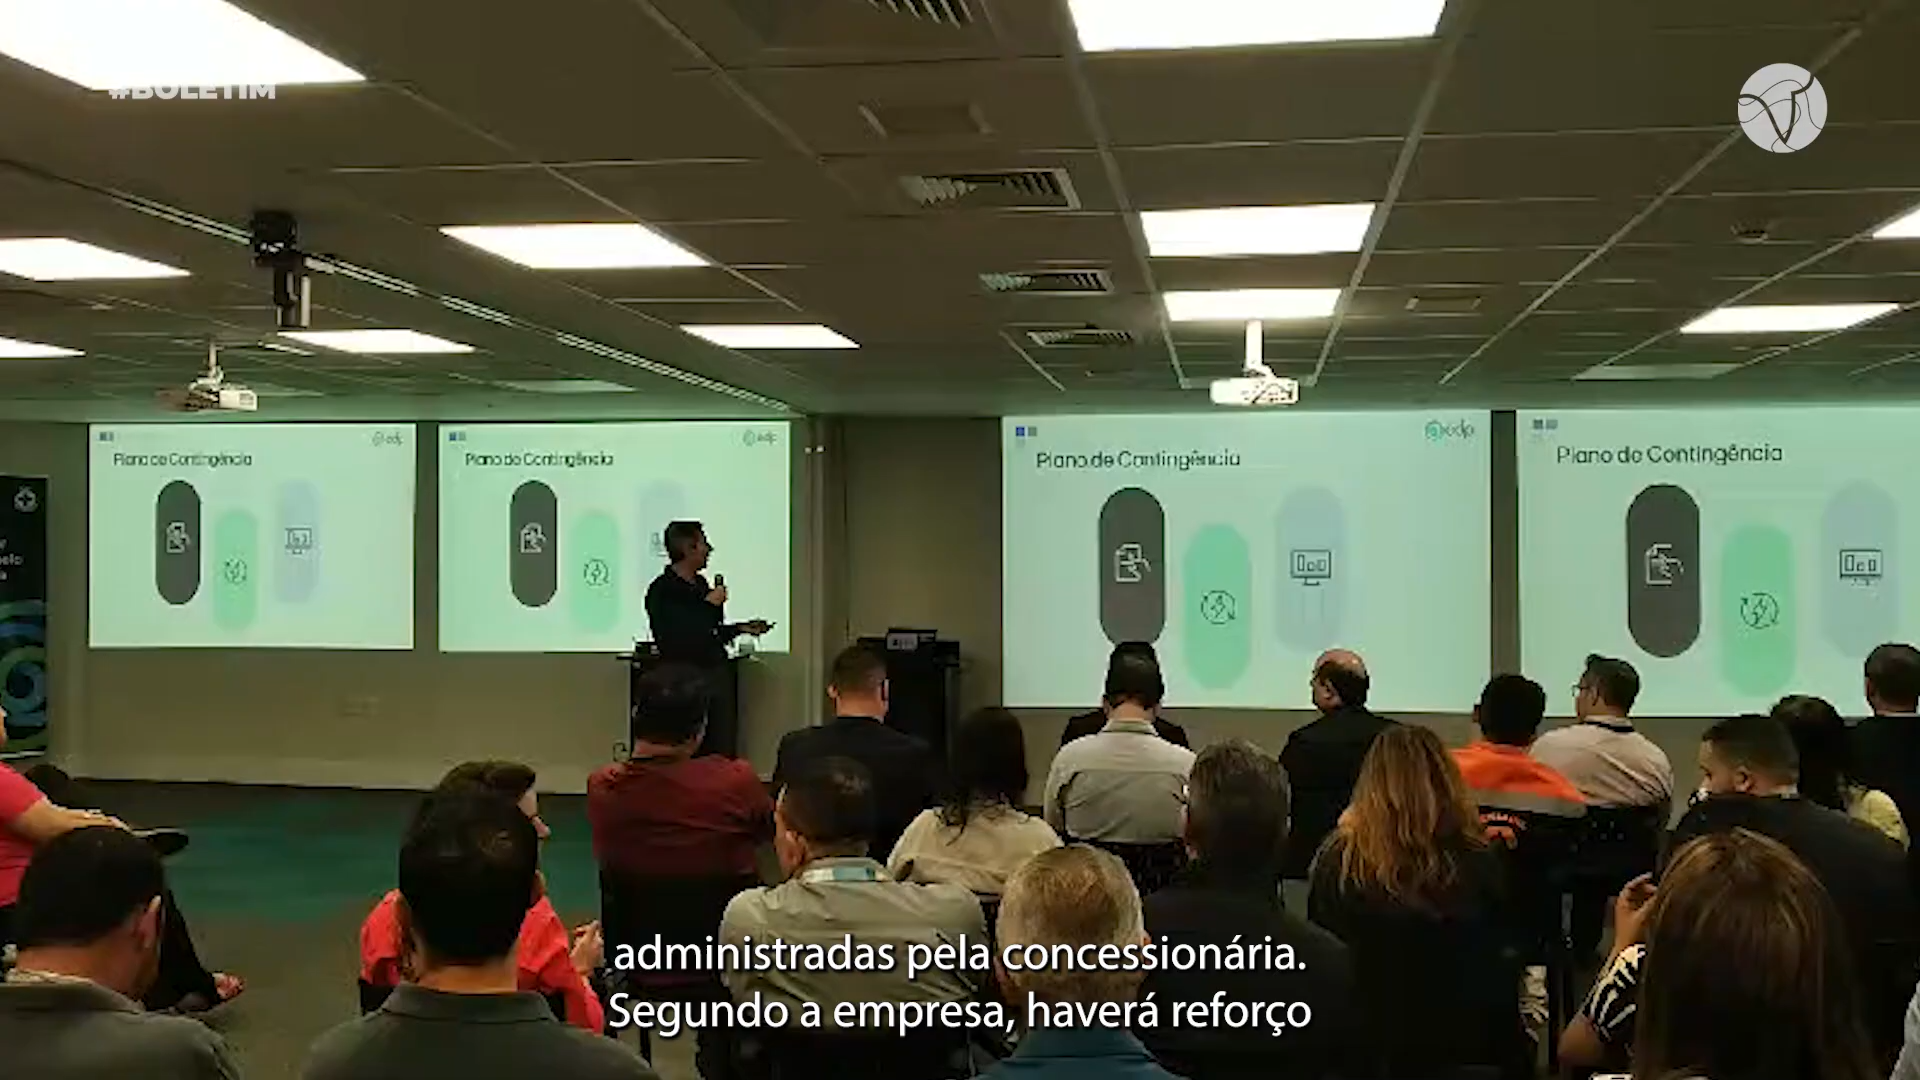 #BOLETIM
edp
edp
edp
Plano de Contingência
Plano de Contingência
Plano de Contingência
Plano de Contingência
administradas pela concessionária.
Segundo a empresa, haverá reforço